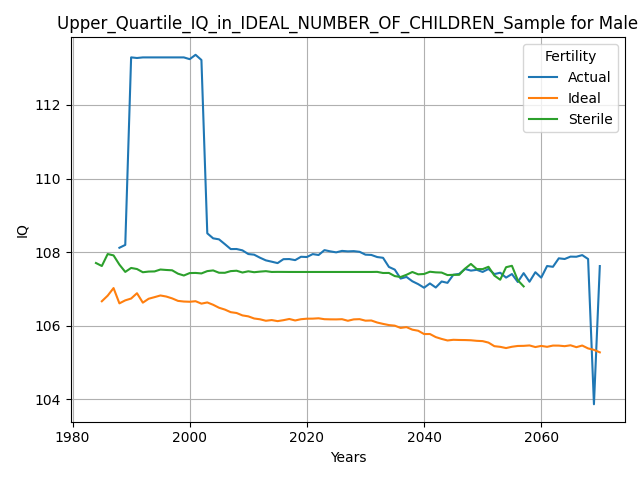 Upper_Quartile_IQ_in_IDEAL_NUMBER_OF_CHILDREN_Sample for Male
Fertility
Actual
Ideal
Sterile
112
110
108
106
104
IQ
1980
2000
2020
2040
2060
Years